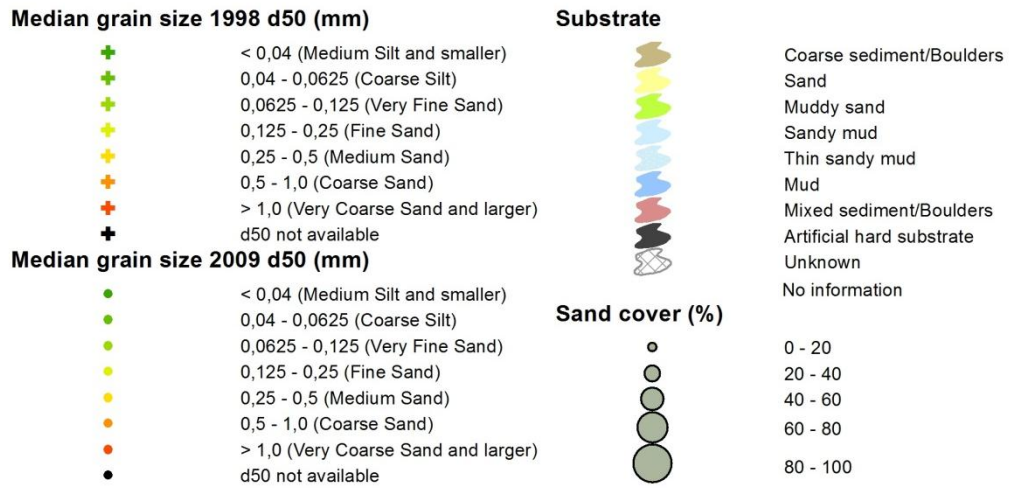 Median grain size 1998 d50 (mm)
< 0,04 (Medium Silt and smaller)
0,04 - 0,0625 (Coarse Silt)
0,0625 - 0,125 (Very Fine Sand)
0,125 - 0,25 (Fine Sand)
0,25 - 0,5 (Medium Sand)
0,5 - 1,0 (Coarse Sand)
> 1,0 (Very Coarse Sand and larger)
d50 not available
Median grain size 2009 d50 (mm)
< 0,04 (Medium Silt and smaller)
0,04 - 0,0625 (Coarse Silt)
0,0625 - 0,125 (Very Fine Sand)
0,125 - 0,25 (Fine Sand)
0,25 - 0,5 (Medium Sand)
0,5 - 1,0 (Coarse Sand)
> 1,0 (Very Coarse Sand and larger)
d50 not available
Substrate
Coarse sediment/Boulders
Sand
Muddy sand
Sandy mud
Thin sandy mud
Mud
Mixed sediment/Boulders
Artificial hard substrate
Unknown
No information
Sand cover (%)
0 - 20
20 - 40
40 - 60
60 - 80
80 - 100